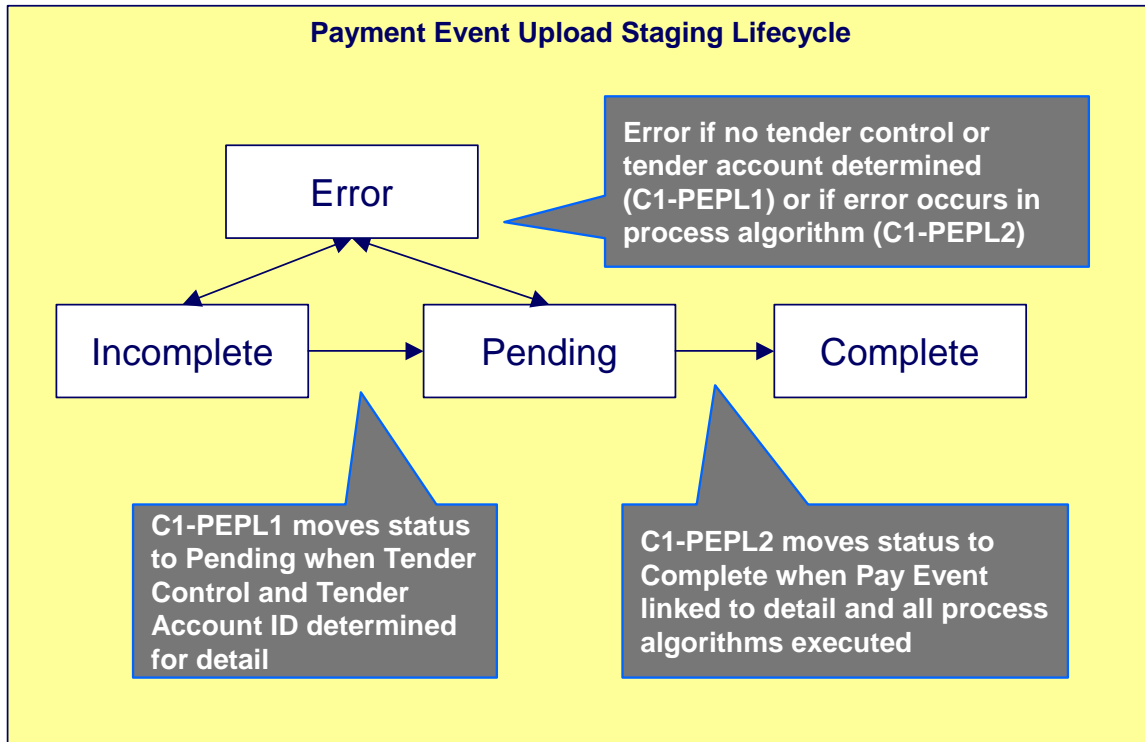 Payment Event Upload Staging Lifecycle
Error if no tender control or
tender account determined
(C1-PEPL1) or if error occurs in
process algorithm (C1-PEPL2)
Error
Incomplete
Pending
Complete
C1-PEPL1 moves status
to Pending when Tender
Control and Tender
Account ID determined
for detail
C1-PEPL2 moves status to
Complete when Pay Event
linked to detail and all process
algorithms executed